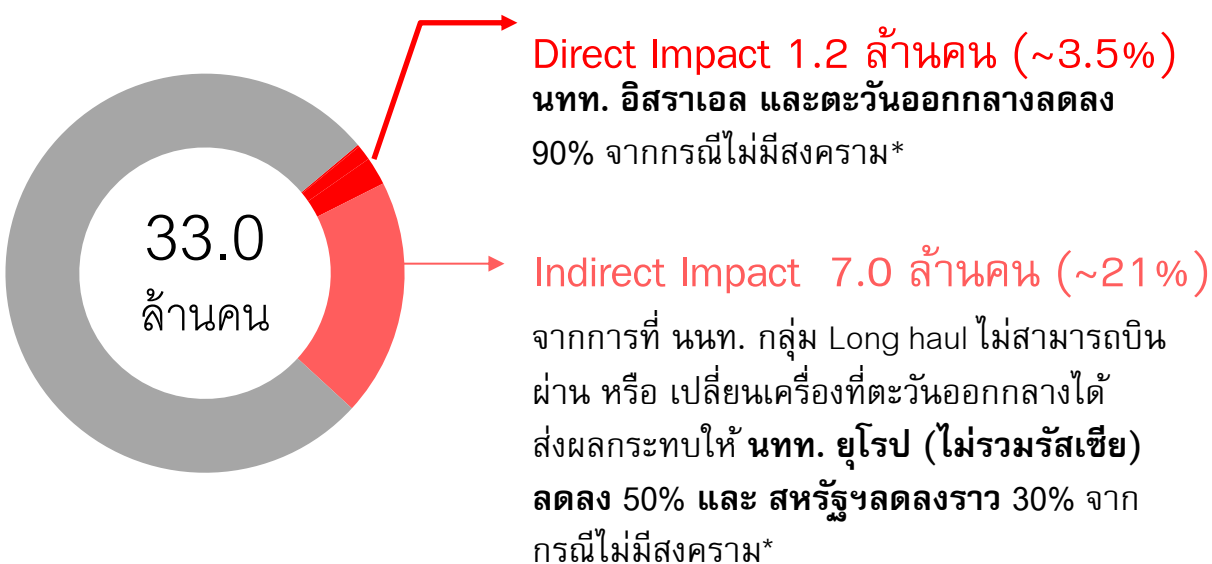 33.0
ล้านคน
Direct Impact 1.2 ล้านคน (~3.5%)
นทท. อิสราเอล และตะวันออกกลางลดลง
90% จากกรณีไม่มีสงคราม*
Indirect Impact 7.0 ล้านคน (~21%)
จากการที่ นนท. กลุ่ม Long haul ไม่สามารถบิน
ผ่าน หรือ เปลี่ยนเครื่องที่ตะวันออกกลางได้
ส่งผลกระทบให้ นทท. ยุโรป (ไม่รวมรัสเซีย)
ลดลง 50% และ สหรัฐฯลดลงราว 30% จาก
กรณีไม่มีสงคราม*